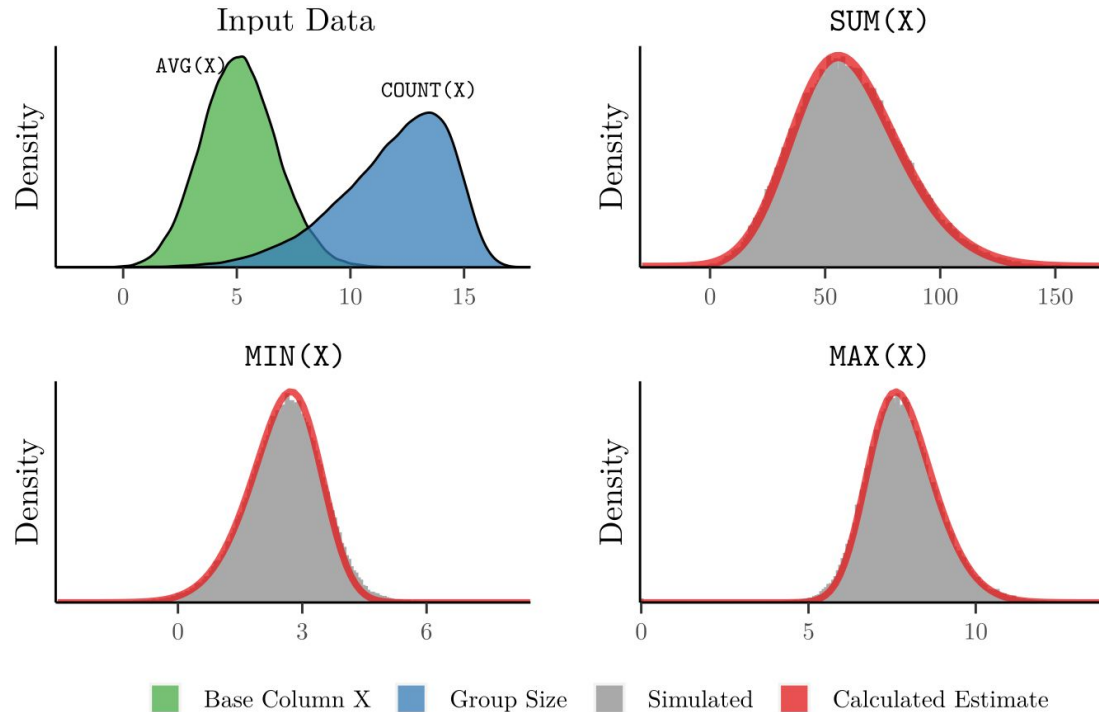 Input Data
AVG(X)
COUNT(X)
Density
0 5 10 15
SUM(X)
Density
0 50 100 150
MIN(X)
Density
0 3 6
MAX(X)
Density
0 5 10
Base Column X Group Size Simulated Calculated Estimate